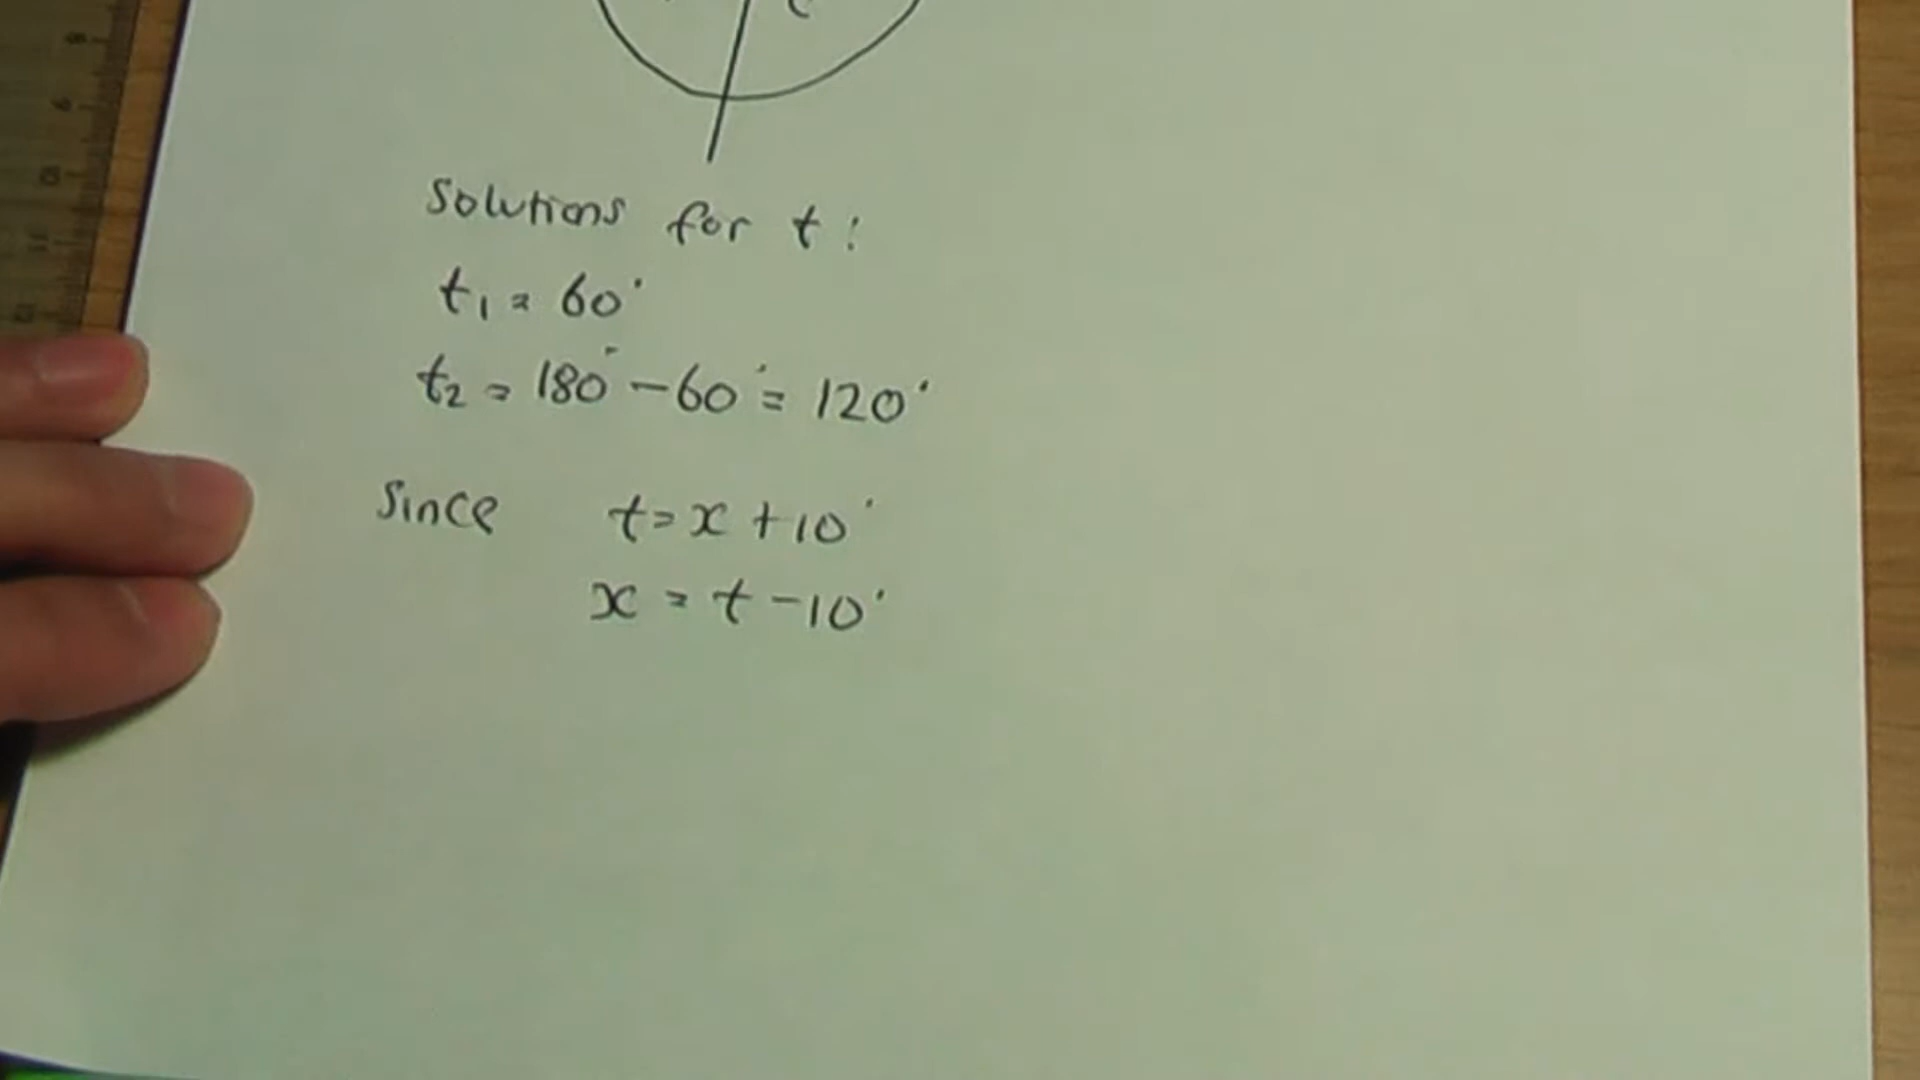 Solutions for t:
t₁ = 60°
t₂ = 180° - 60° = 120°
Since t = x + 10°
x = t - 10°